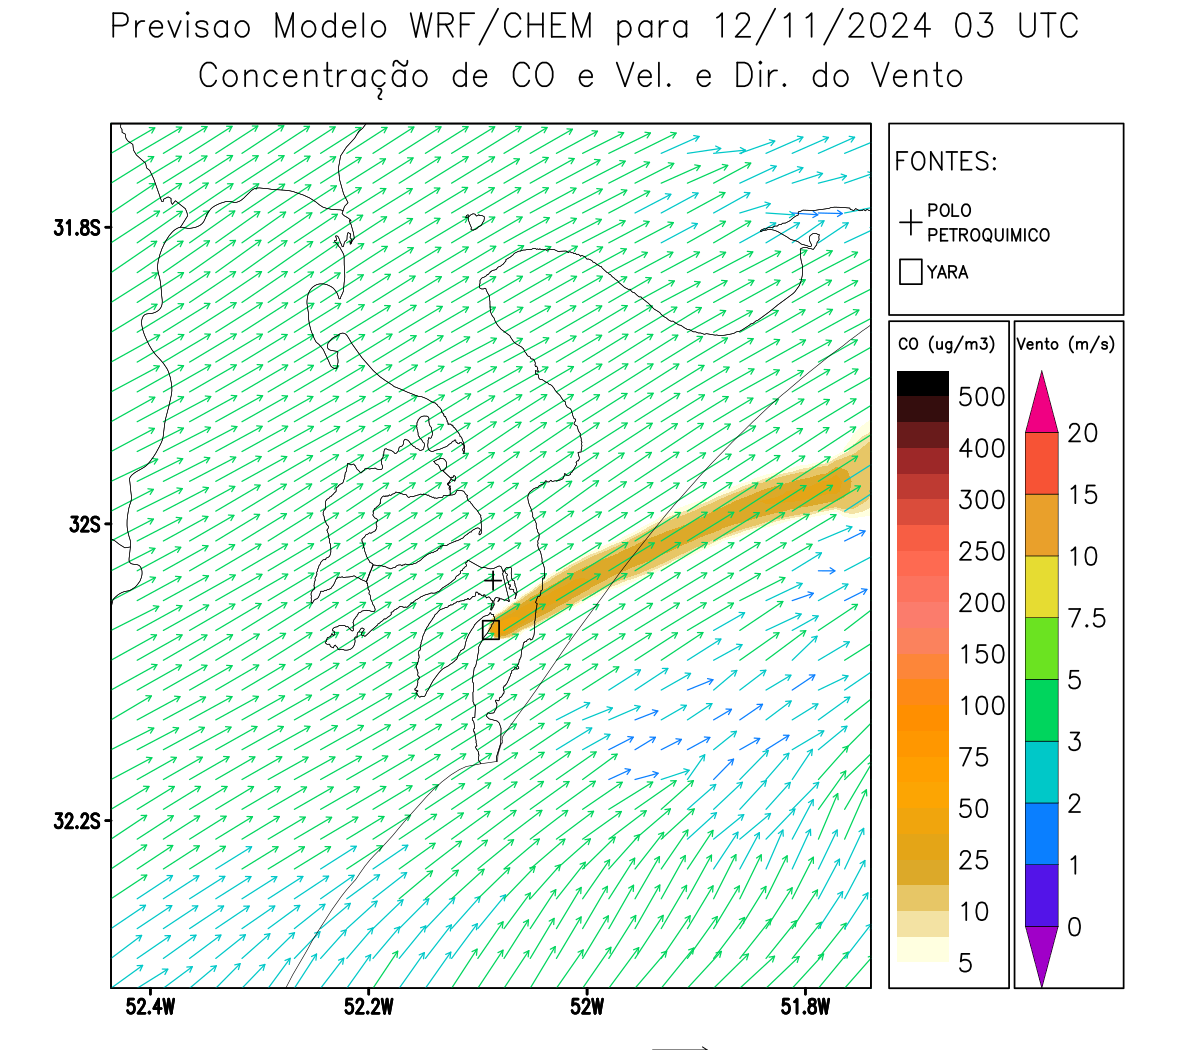 Previsao Modelo WRF/CHEM para 12/11/2024 03 UTC
Concentração de CO e Vel. e Dir. do Vento
FONTES:
POLO
PETROQUIMICO
YARA
CO (ug/m3)
500
400
300
250
200
150
100
75
50
25
10
5
Vento (m/s)
20
15
10
7.5
5
3
2
1
0
31.8S
32S
32.2S
52.4W
52.2W
52W
51.8W